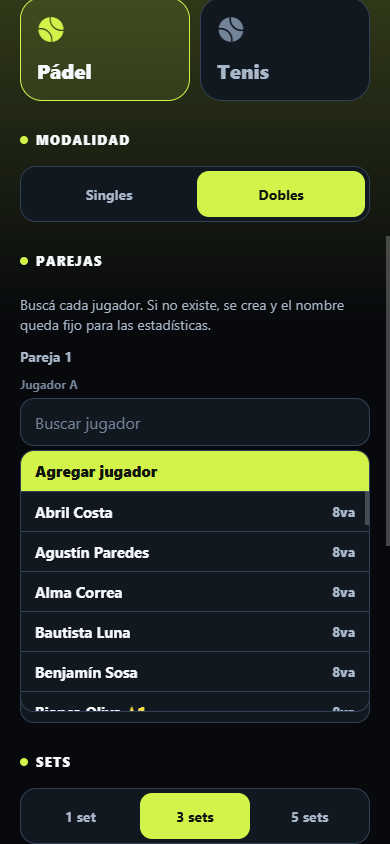 Pádel
Tenis
MODALIDAD
Singles
Dobles
PAREJAS
Buscá cada jugador. Si no existe, se crea y el nombre
queda fijo para las estadísticas.
Pareja 1
Jugador A
Buscar jugador
Agregar jugador
Abril Costa 8va
Agustín Paredes 8va
Alma Correa 8va
Bautista Luna 8va
Benjamín Sosa 8va
SETS
1 set
3 sets
5 sets